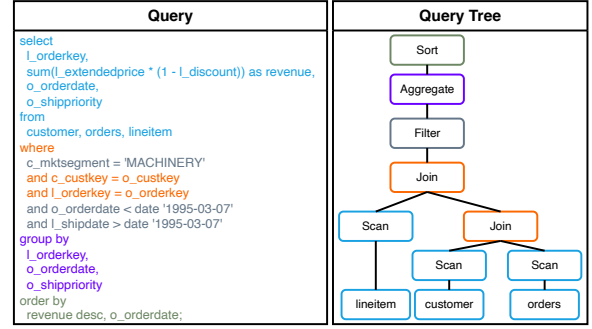 Query
select
l_orderkey,
sum(l_extendedprice * (1 - l_discount)) as revenue,
o_orderdate,
o_shippriority
from
customer, orders, lineitem
where
c_mktsegment = 'MACHINERY'
and c_custkey = o_custkey
and l_orderkey = o_orderkey
and o_orderdate < date '1995-03-07'
and l_shipdate > date '1995-03-07'
group by
l_orderkey,
o_orderdate,
o_shippriority
order by
revenue desc, o_orderdate;
Query Tree
Sort
Aggregate
Filter
Join
Scan Join
Scan Scan
lineitem customer orders